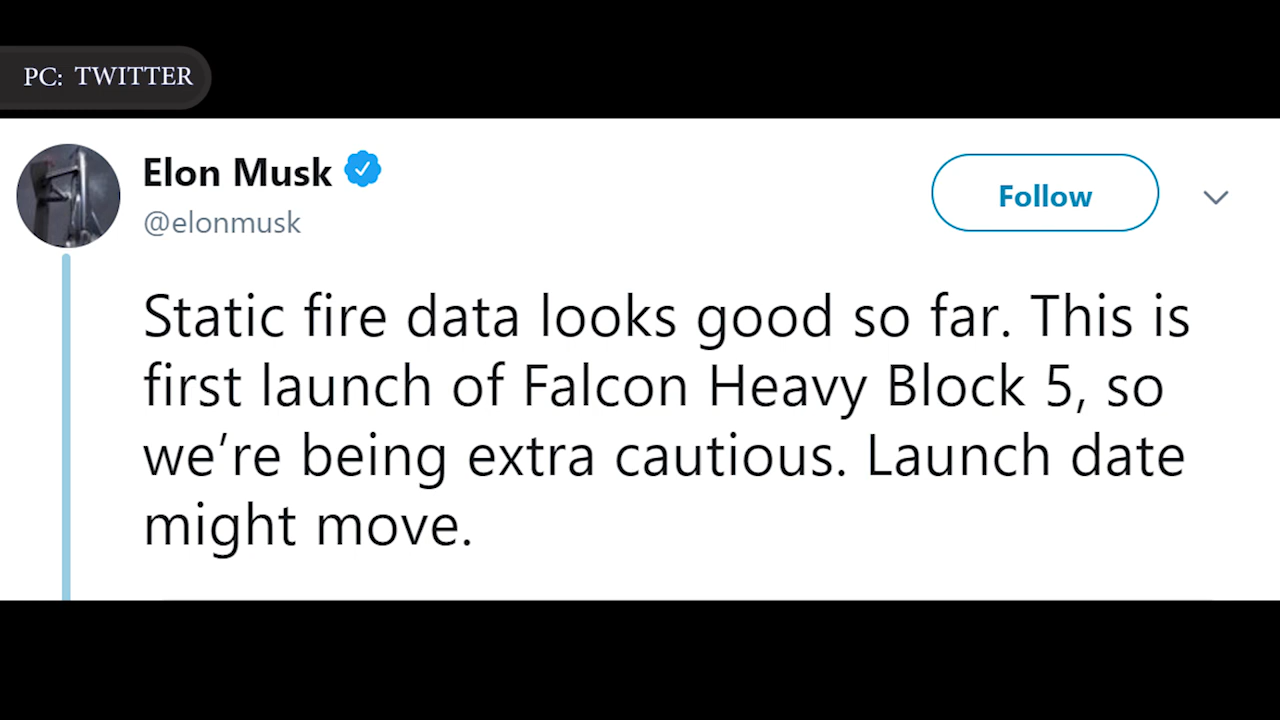 PC: TWITTER
Elon Musk
@elonmusk
Follow
Static fire data looks good so far. This is
first launch of Falcon Heavy Block 5, so
we’re being extra cautious. Launch date
might move.